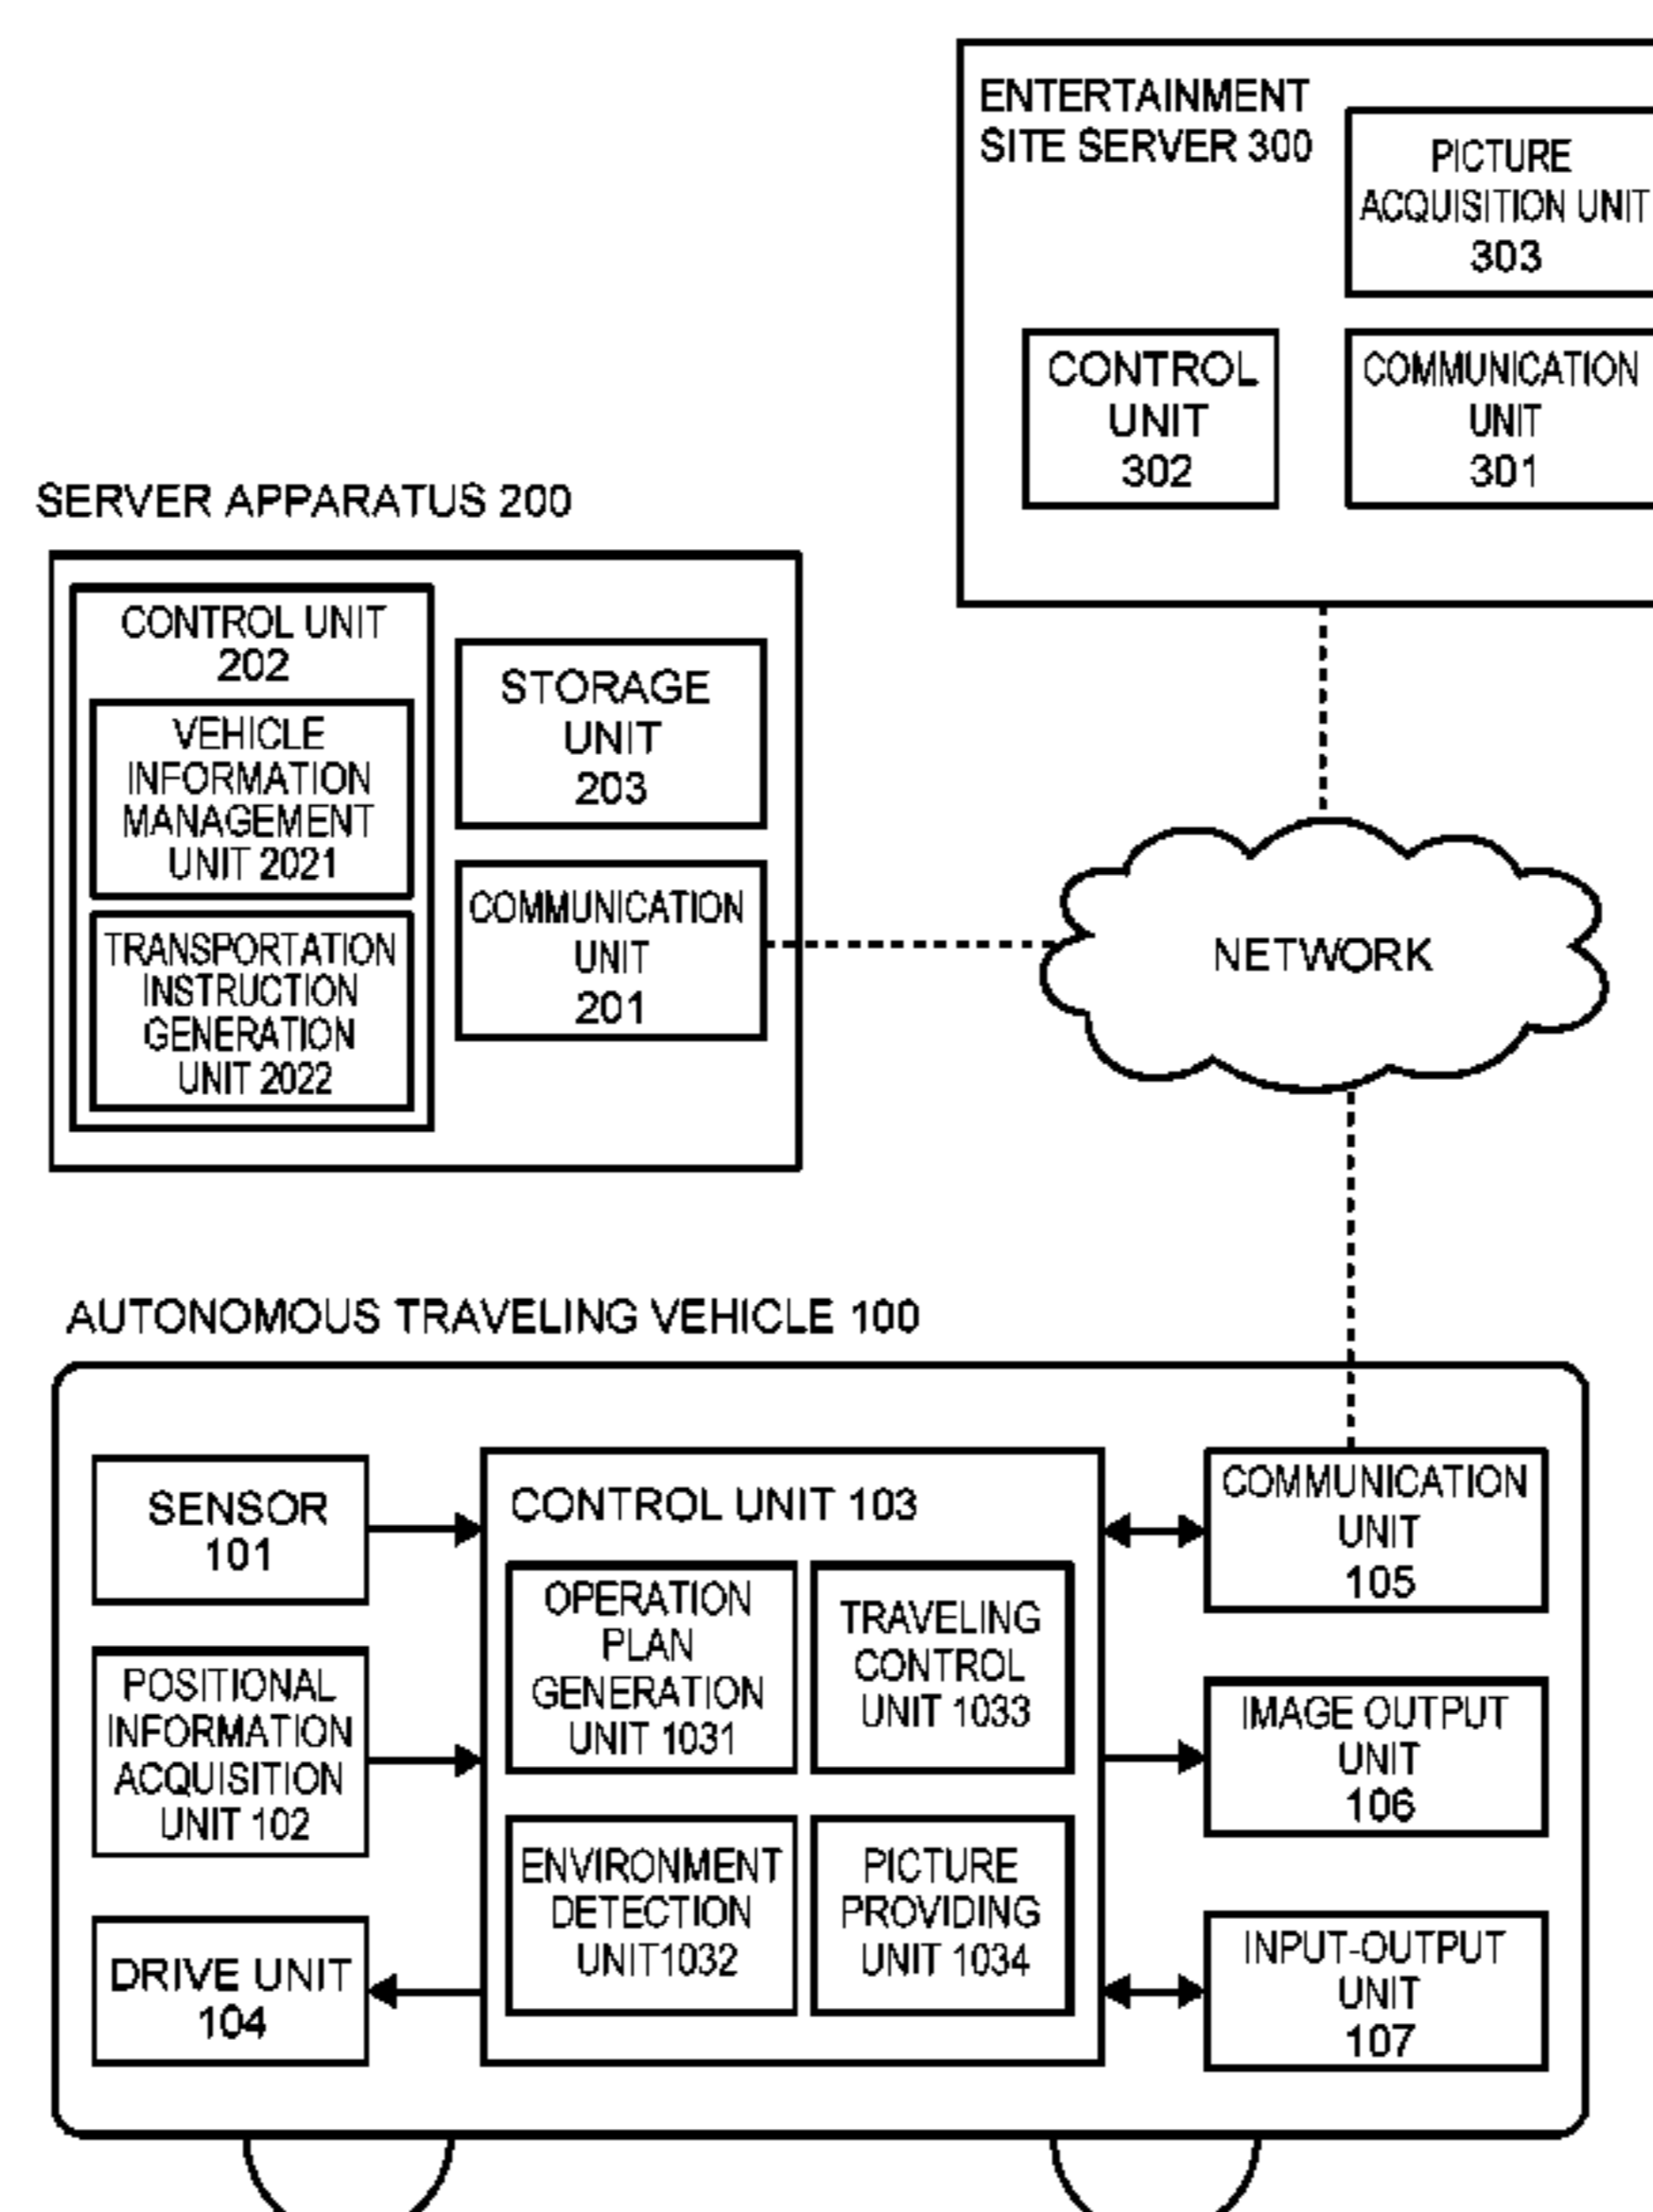 ENTERTAINMENT
SITE SERVER 300
PICTURE
ACQUISITION UNIT
303
CONTROL
UNIT
302
COMMUNICATION
UNIT
301
SERVER APPARATUS 200
CONTROL UNIT
202
VEHICLE
INFORMATION
MANAGEMENT
UNIT 2021
TRANSPORTATION
INSTRUCTION
GENERATION
UNIT 2022
STORAGE
UNIT
203
COMMUNICATION
UNIT
201
NETWORK
AUTONOMOUS TRAVELING VEHICLE 100
SENSOR
101
POSITIONAL
INFORMATION
ACQUISITION
UNIT 102
DRIVE UNIT
104
CONTROL UNIT 103
OPERATION
PLAN
GENERATION
UNIT 1031
TRAVELING
CONTROL
UNIT 1033
ENVIRONMENT
DETECTION
UNIT1032
PICTURE
PROVIDING
UNIT 1034
COMMUNICATION
UNIT
105
IMAGE OUTPUT
UNIT
106
INPUT-OUTPUT
UNIT
107